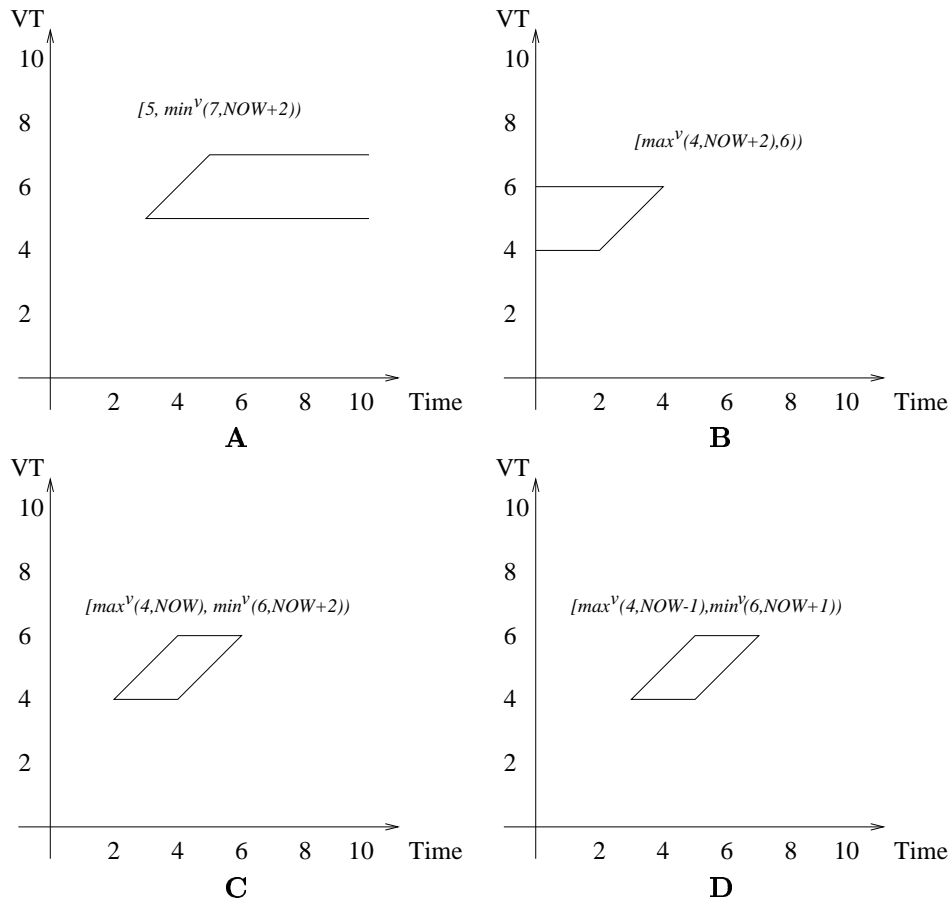 VT
10
8
6
4
2
[5, min^v(7,NOW+2))
2 4 6 8 10 Time
A
VT
10
8
6
4
2
[max^v(4,NOW+2),6))
2 4 6 8 10 Time
B
VT
10
8
6
4
2
[max^v(4,NOW), min^v(6,NOW+2))
2 4 6 8 10 Time
C
VT
10
8
6
4
2
[max^v(4,NOW-1),min^v(6,NOW+1))
2 4 6 8 10 Time
D